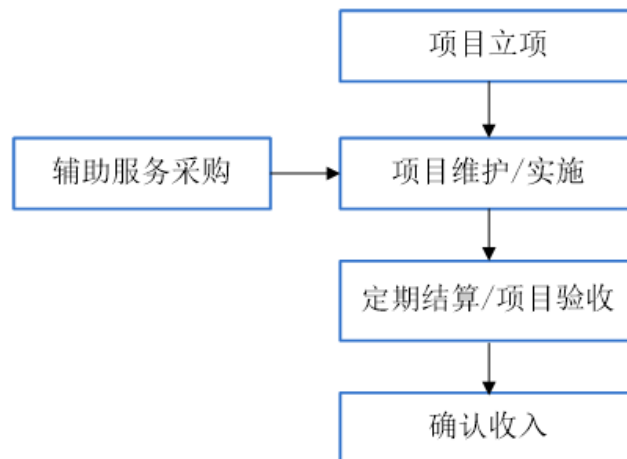 项目立项
辅助服务采购
项目维护/实施
定期结算/项目验收
确认收入